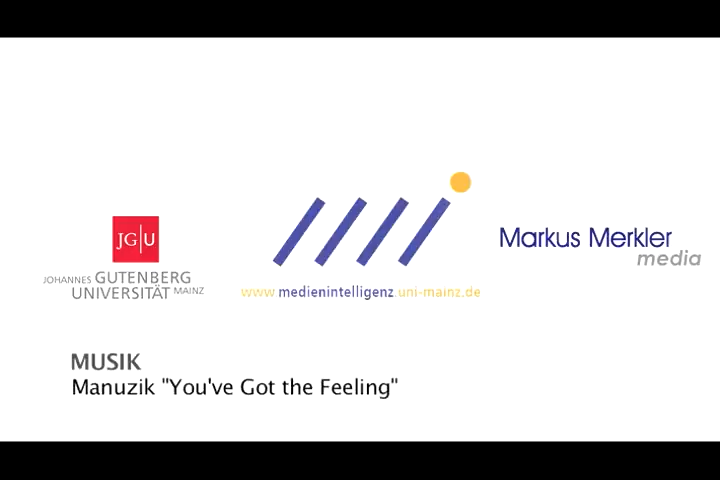 JG|U
JOHANNES GUTENBERG
UNIVERSITÄT MAINZ
www.medienintelligenz.uni-mainz.de
Markus Merkler
media
MUSIK
Manuzik "You've Got the Feeling"